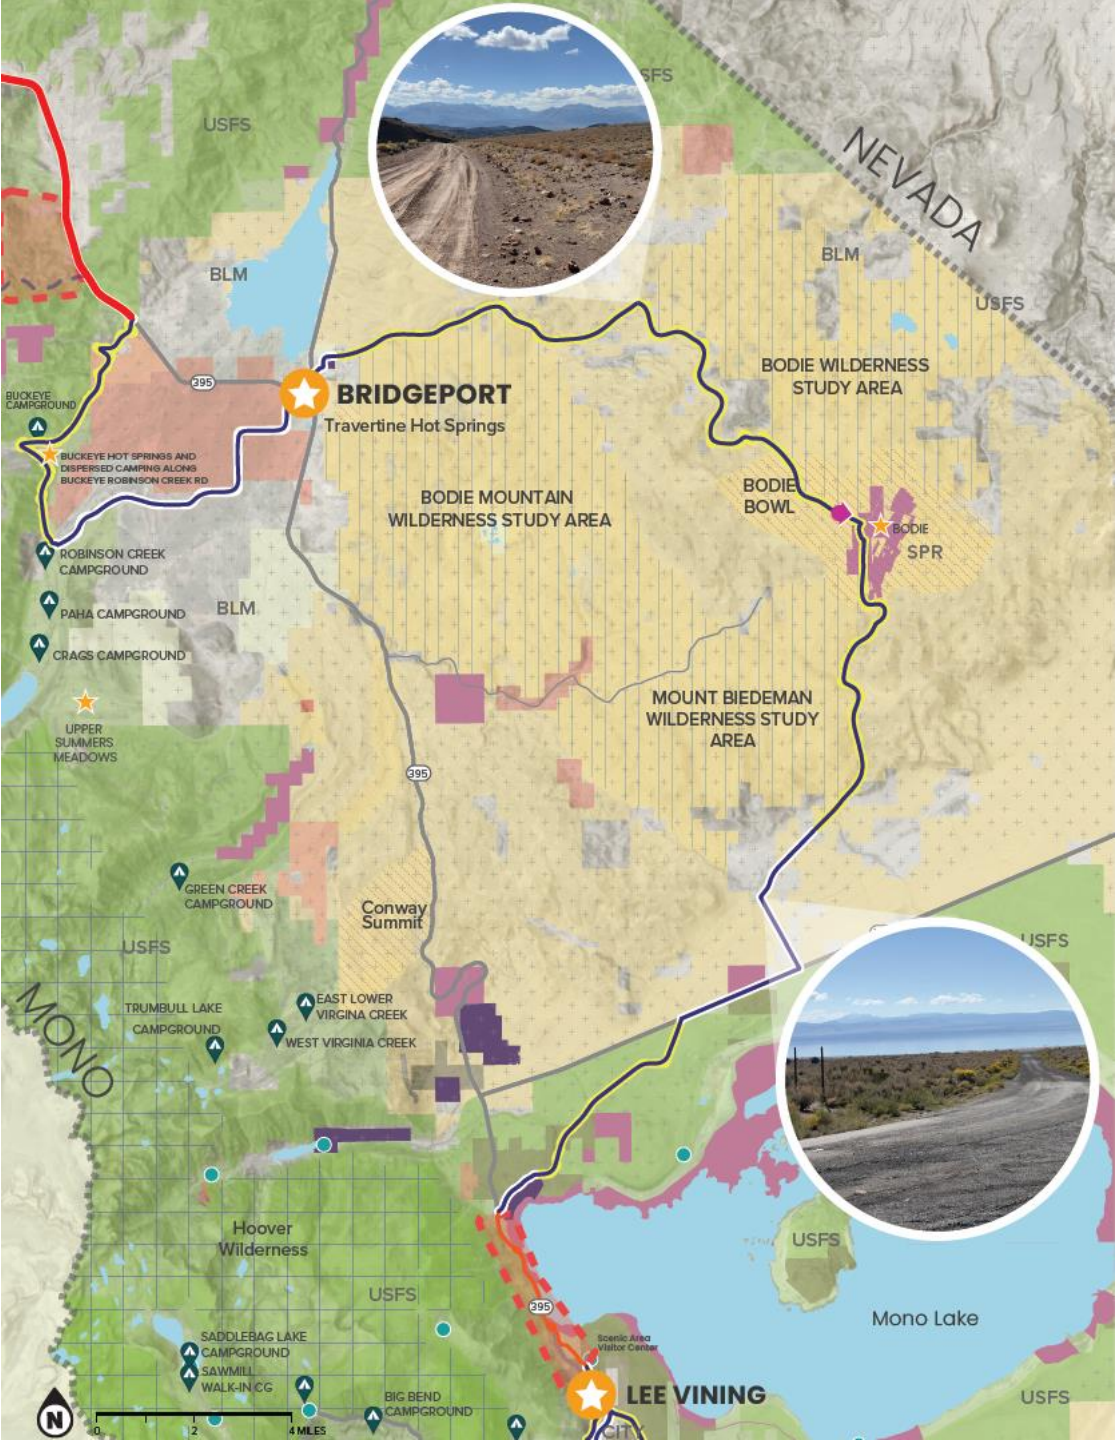 USFS
SFS
NEVADA
BLM
BLM
USFS
395
BRIDGEPORT
Travertine Hot Springs
BODIE WILDERNESS
STUDY AREA
BUCKEYE
CAMPGROUND
BUCKEYE HOT SPRINGS AND
DISPERSED CAMPING ALONG
BUCKEYE ROBINSON CREEK RD
BODIE MOUNTAIN
WILDERNESS STUDY AREA
BODIE
BOWL
BODIE
SPR
ROBINSON CREEK
CAMPGROUND
BLM
PAHA CAMPGROUND
CRAGS CAMPGROUND
UPPER
SUMMERS
MEADOWS
MOUNT BIEDEMAN
WILDERNESS STUDY
AREA
395
GREEN CREEK
CAMPGROUND
Conway
Summit
USFS
USFS
MONO
TRUMBULL LAKE
CAMPGROUND
EAST LOWER
VIRGINA CREEK
WEST VIRGINIA CREEK
Hoover
Wilderness
USFS
USFS
Mono Lake
395
Scenic Area
Visitor Center
SADDLEBAG LAKE
CAMPGROUND
SAWMILL
WALK-IN CG
BIG BEND
CAMPGROUND
LEE VINING
USFS
CITY
N
0 2 4 MILES